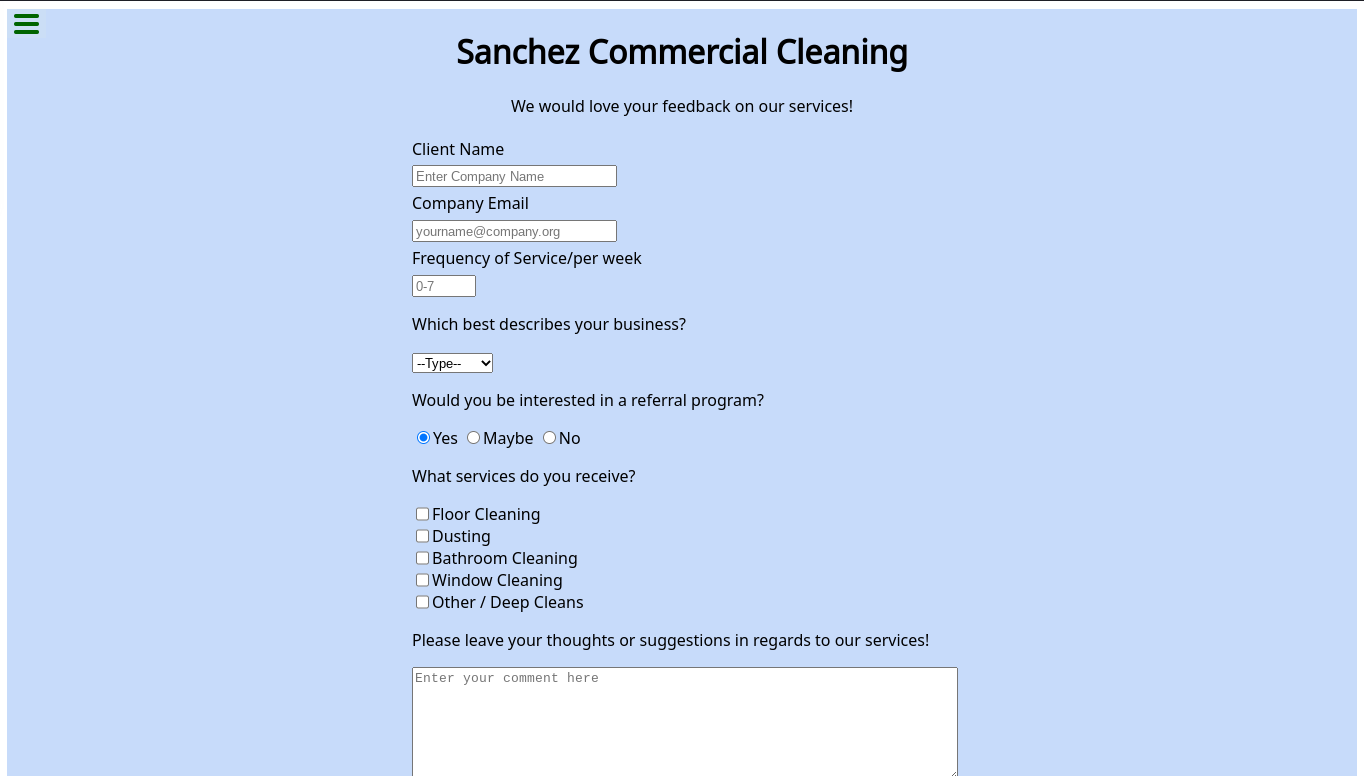 Sanchez Commercial Cleaning
We would love your feedback on our services!
Client Name
Enter Company Name
Company Email
yourname@company.org
Frequency of Service/per week
0-7
Which best describes your business?
--Type--
Would you be interested in a referral program?
Yes Maybe No
What services do you receive?
Floor Cleaning
Dusting
Bathroom Cleaning
Window Cleaning
Other / Deep Cleans
Please leave your thoughts or suggestions in regards to our services!
Enter your comment here